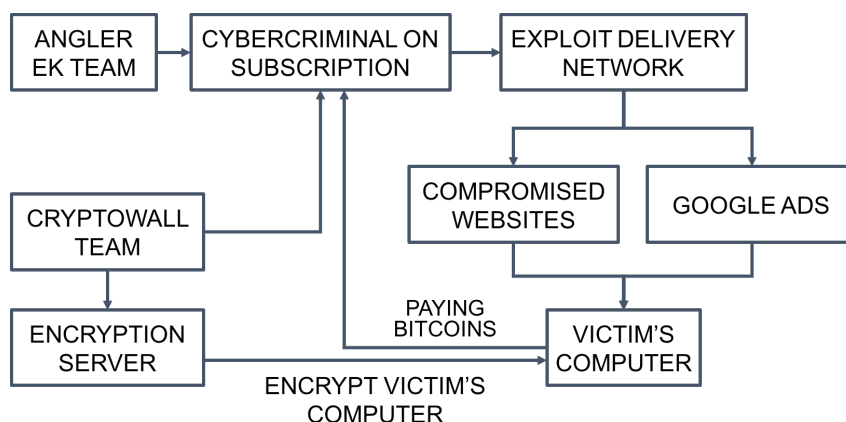 ANGLER
EK TEAM
CYBERCRIMINAL ON
SUBSCRIPTION
EXPLOIT DELIVERY
NETWORK
COMPROMISED
WEBSITES
GOOGLE ADS
CRYPTOWALL
TEAM
PAYING
BITCOINS
ENCRYPTION
SERVER
VICTIM’S
COMPUTER
ENCRYPT VICTIM’S
COMPUTER